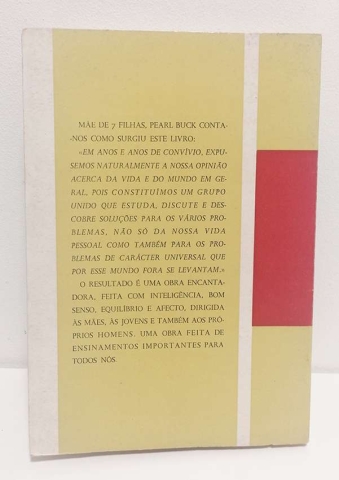 MÃE DE 7 FILHAS, PEARL BUCK CONTA-
-NOS COMO SURGIU ESTE LIVRO:
«EM ANOS E ANOS DE CONVÍVIO, EXPU-
SEMOS NATURALMENTE A NOSSA OPINIÃO
ACERCA DA VIDA E DO MUNDO EM GE-
RAL, POIS CONSTITUÍMOS UM GRUPO
UNIDO QUE ESTUDA, DISCUTE E DES-
COBRE SOLUÇÕES PARA OS VÁRIOS PRO-
BLEMAS, NÃO SÓ DA NOSSA VIDA
PESSOAL COMO TAMBÉM PARA OS PRO-
BLEMAS DE CARÁCTER UNIVERSAL QUE
POR ESSE MUNDO FORA SE LEVANTAM.»
O RESULTADO É UMA OBRA ENCANTA-
DORA, FEITA COM INTELIGÊNCIA, BOM
SENSO, EQUILÍBRIO E AFECTO, DIRIGIDA
ÀS MÃES, ÀS JOVENS E TAMBÉM AOS PRÓ-
PRIOS HOMENS. UMA OBRA FEITA DE
ENSINAMENTOS IMPORTANTES PARA
TODOS NÓS